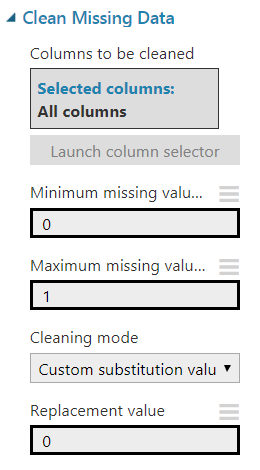 Clean Missing Data
Columns to be cleaned
Selected columns:
All columns
Launch column selector
Minimum missing valu...
0
Maximum missing valu...
1
Cleaning mode
Custom substitution valu
Replacement value
0